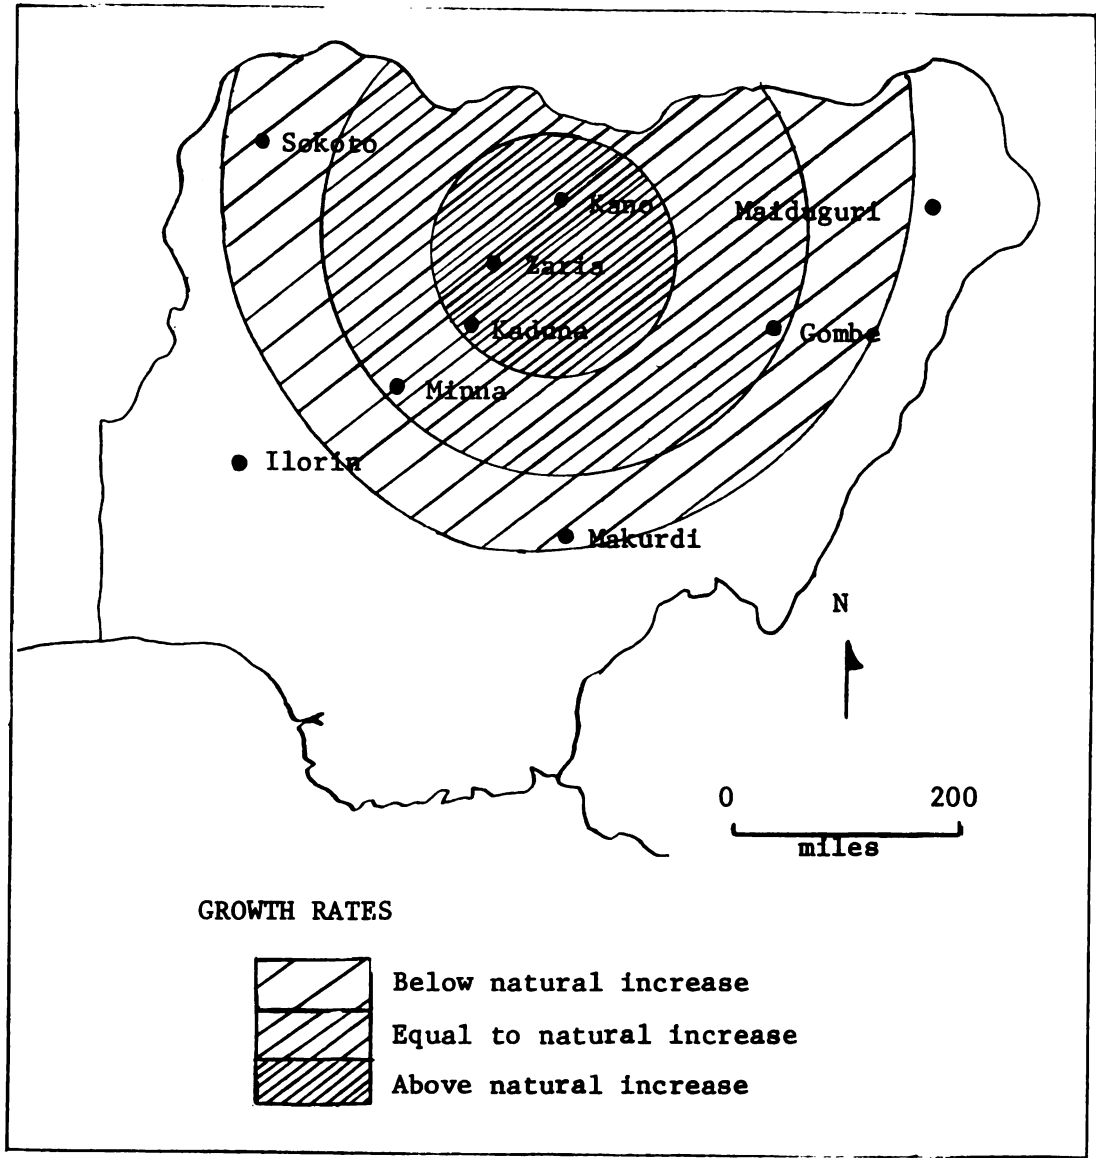 Sokoto
Kano
Maiduguri
Zaris
Kaduna
Gombe
Minna
Ilorin
Makurdi
N
0 200
miles
GROWTH RATES
Below natural increase
Equal to natural increase
Above natural increase